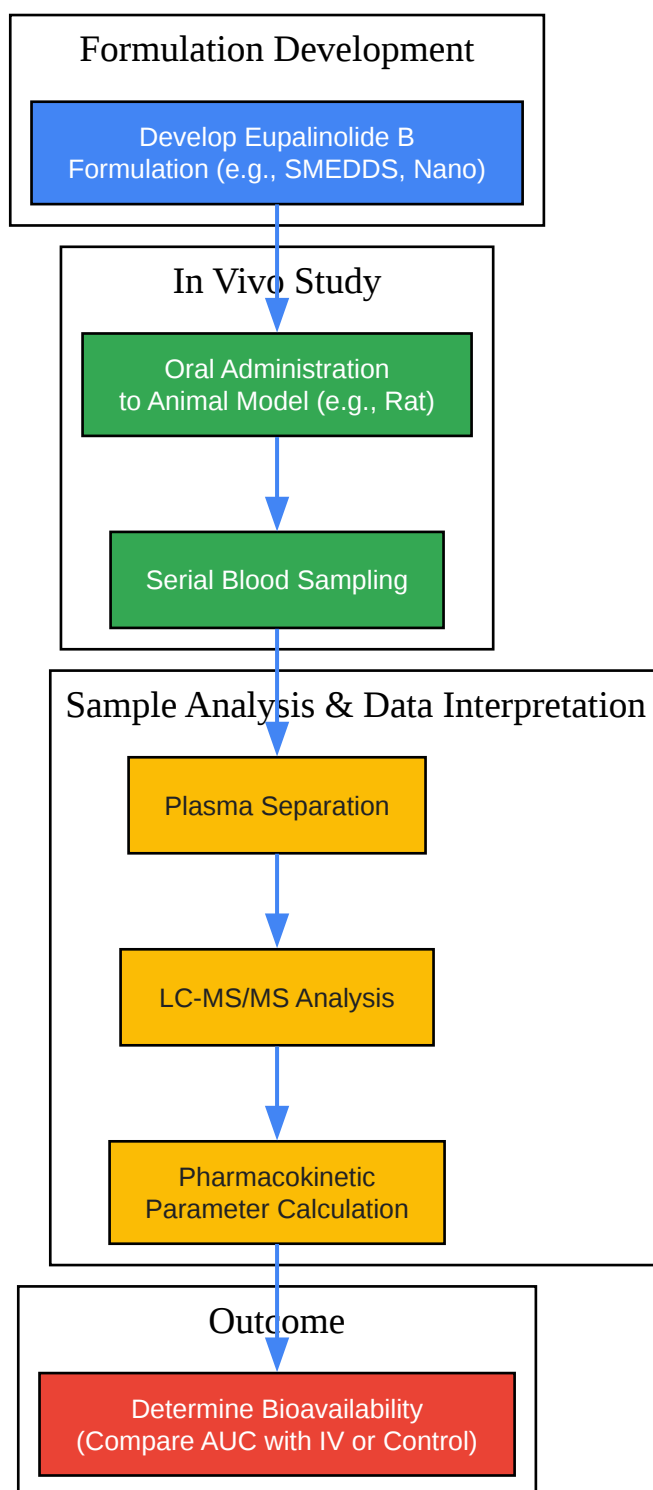 Formulation Development
Develop Eupalinolide B
Formulation (e.g., SMEDDS, Nano)
In Vivo Study
Oral Administration
to Animal Model (e.g., Rat)
Serial Blood Sampling
Sample Analysis & Data Interpretation
Plasma Separation
LC-MS/MS Analysis
Pharmacokinetic
Parameter Calculation
Outcome
Determine Bioavailability
(Compare AUC with IV or Control)